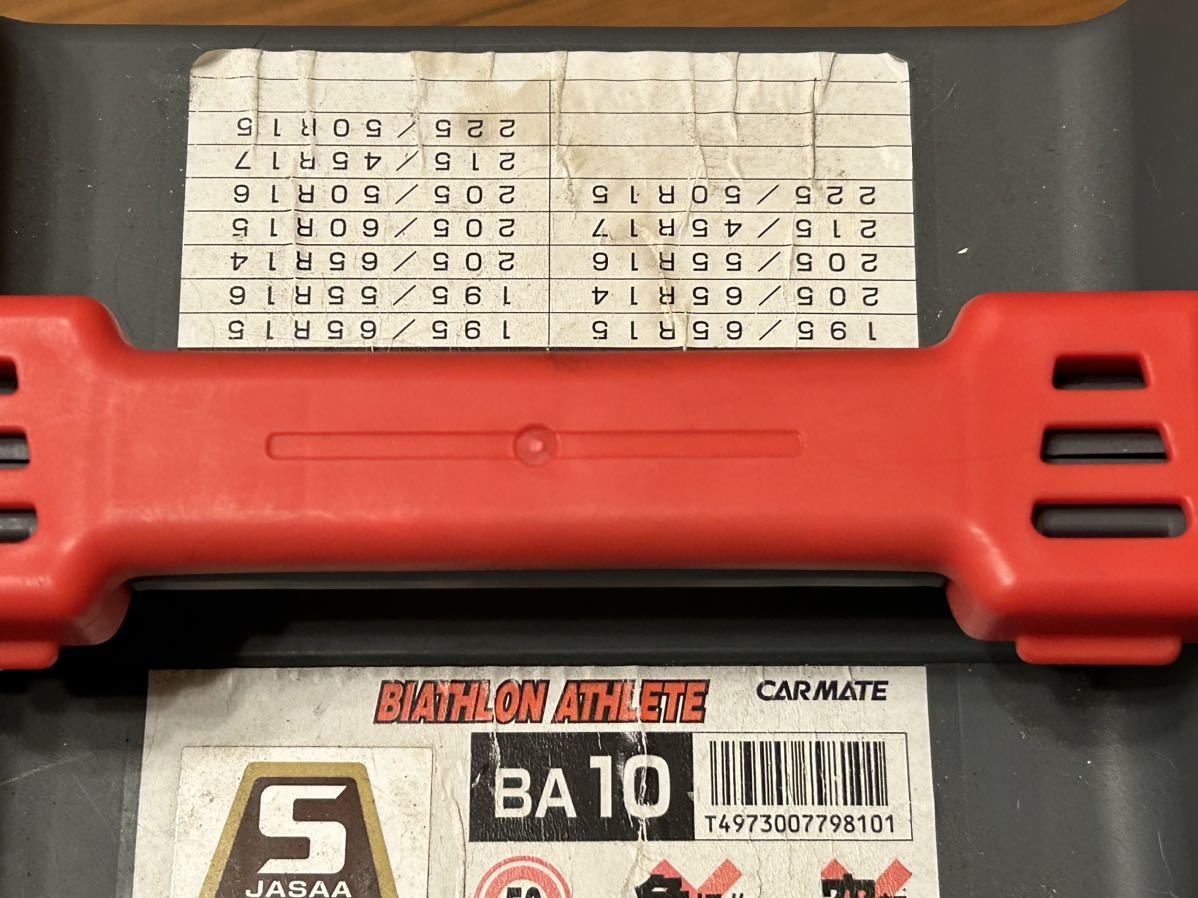 195/65R15
205/65R14
205/55R16
215/45R17
225/50R15
195/65R15
195/55R16
205/65R14
205/60R15
205/50R16
215/45R17
225/50R15
BIATHLON ATHLETE CARMATE
BA10
T4973007798101
S
JASAA